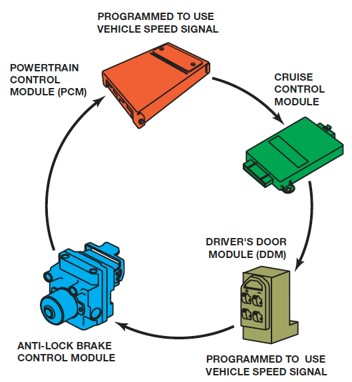 PROGRAMMED TO USE
VEHICLE SPEED SIGNAL
POWERTRAIN
CONTROL
MODULE (PCM)
CRUISE
CONTROL
MODULE
DRIVER'S DOOR
MODULE (DDM)
ANTI-LOCK BRAKE
CONTROL MODULE
PROGRAMMED TO USE
VEHICLE SPEED SIGNAL